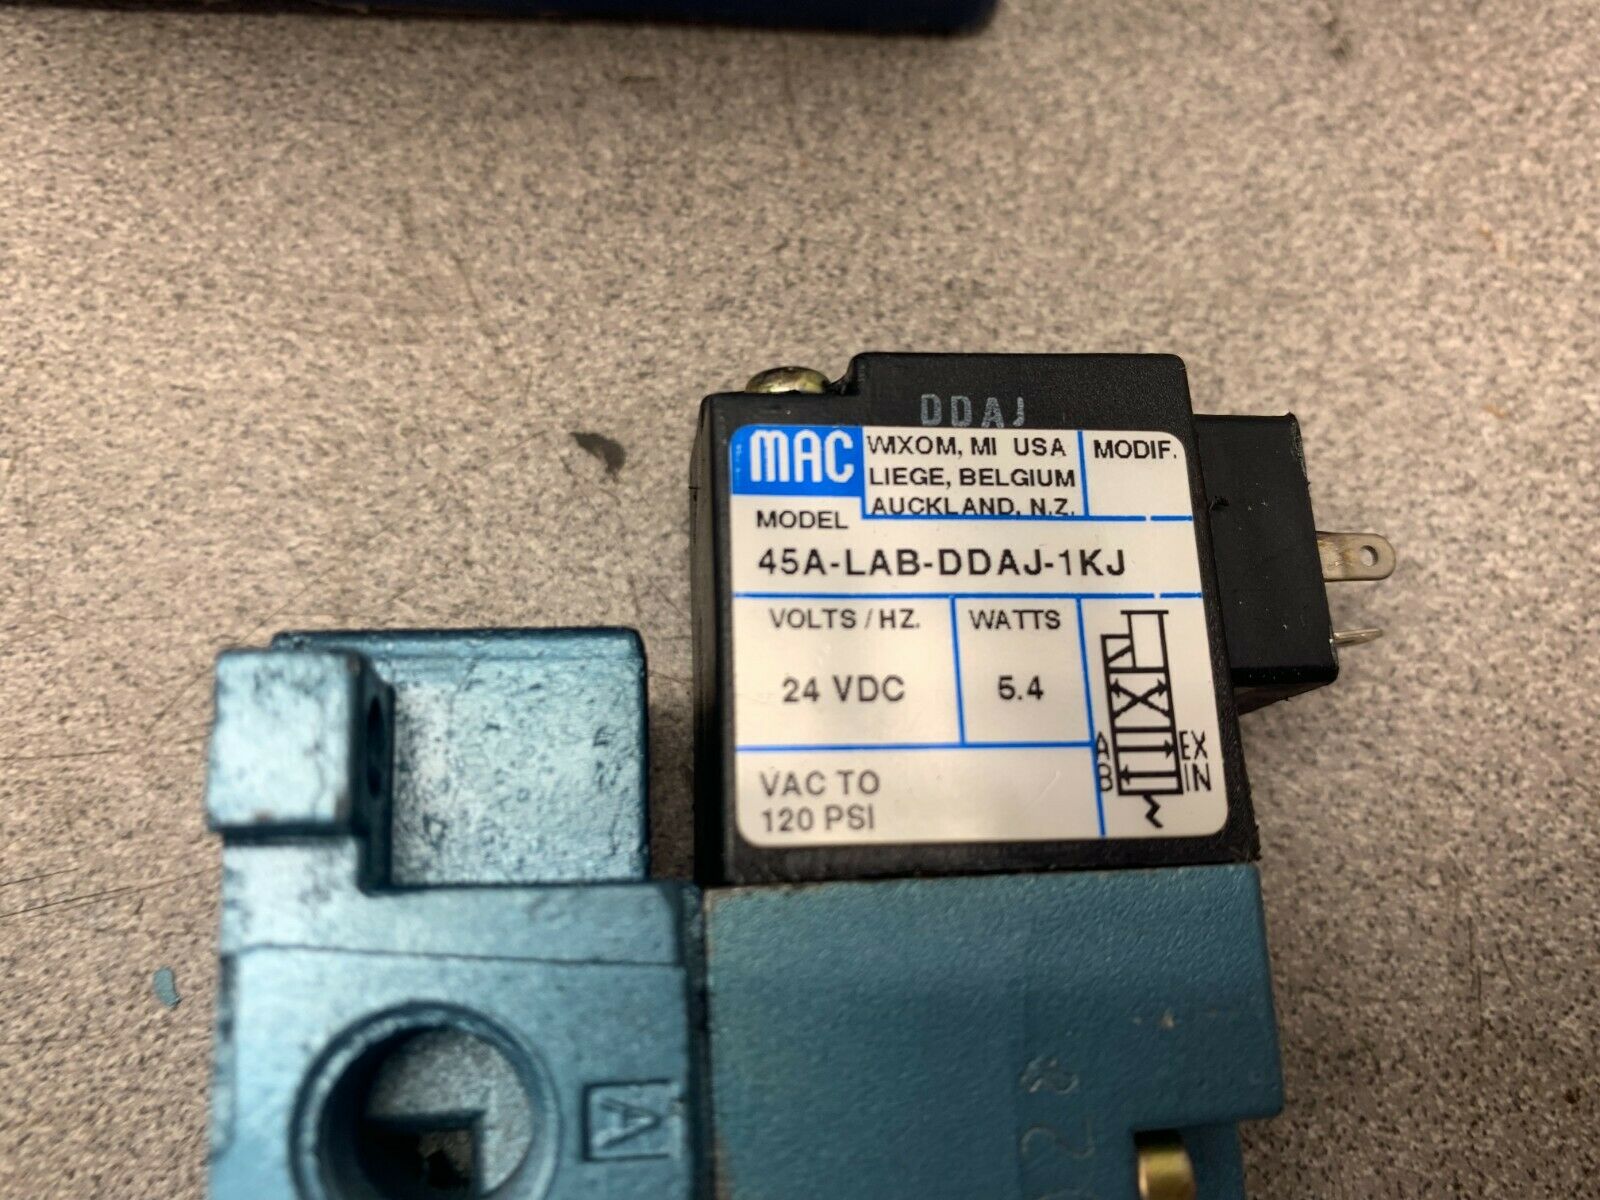 DDAJ
MAC
WIXOM, MI USA
LIEGE, BELGIUM
AUCKLAND, N.Z.
MODIF.
MODEL
45A-LAB-DDAJ-1KJ
VOLTS / HZ.
WATTS
24 VDC
5.4
VAC TO
120 PSI
A EX
B IN
A